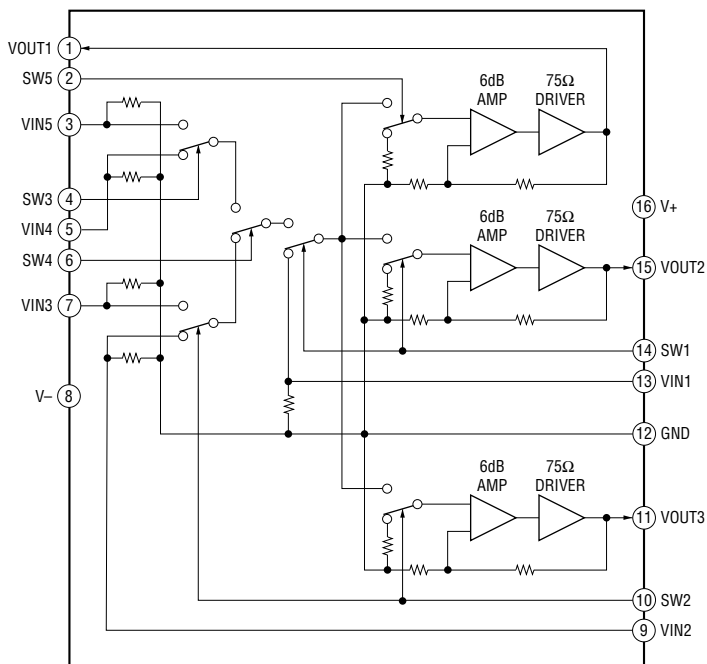 VOUT1 1
SW5 2
VIN5 3
SW3 4
VIN4 5
SW4 6
VIN3 7
V– 8
6dB
AMP
75Ω
DRIVER
16 V+
6dB
AMP
75Ω
DRIVER
15 VOUT2
14 SW1
13 VIN1
12 GND
6dB
AMP
75Ω
DRIVER
11 VOUT3
10 SW2
9 VIN2